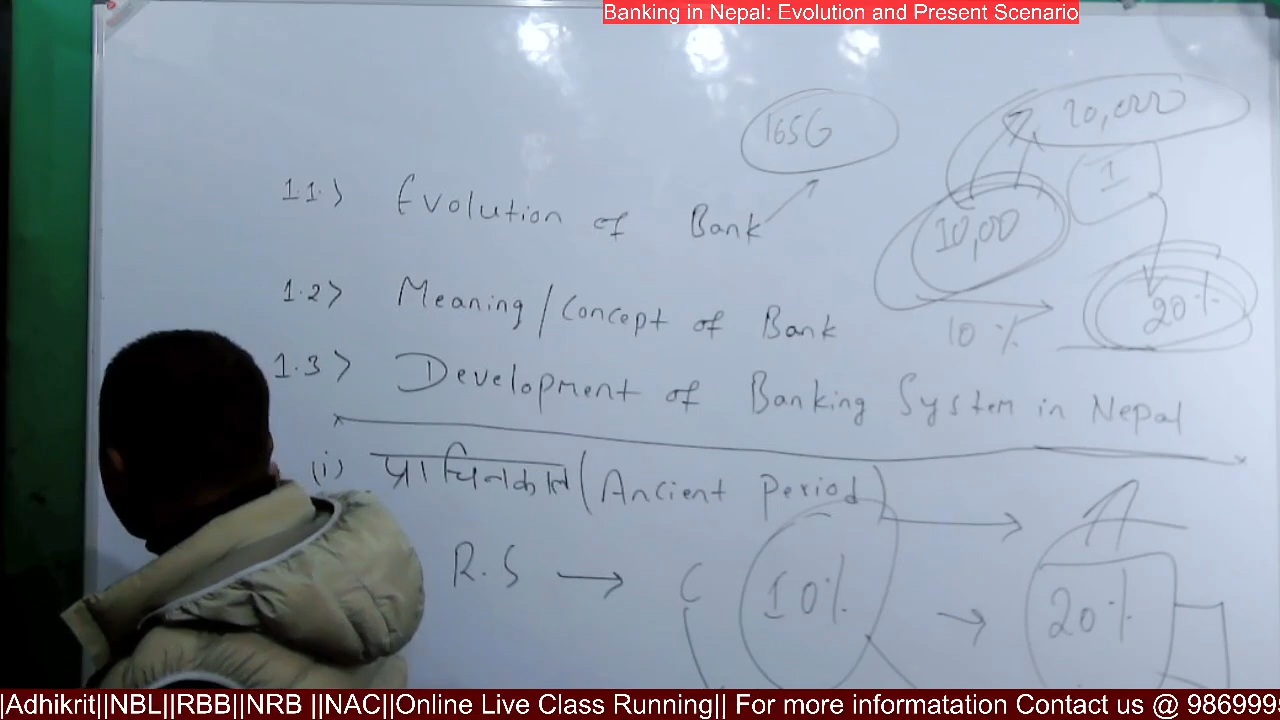 Banking in Nepal: Evolution and Present Scenario
1656
20,000
1.1> Evolution of Bank
1
10,00
20%
1.2> Meaning/Concept of Bank
10%
1.3> Development of Banking System in Nepal
(i) प्राचिनकाल (Ancient Period)
A
R.S → C 10% → 20%
|Adhikrit||NBL||RBB||NRB ||NAC||Online Live Class Running|| For more informatation Contact us @ 986999